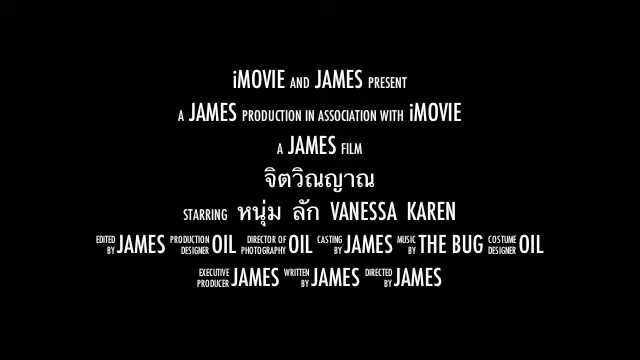 iMOVIE AND JAMES PRESENT
A JAMES PRODUCTION IN ASSOCIATION WITH iMOVIE
A JAMES FILM
จิตวิณญาณ
STARRING หนุ่ม ลัก VANESSA KAREN
EDITED BY JAMES PRODUCTION DESIGNER OIL DIRECTOR OF PHOTOGRAPHY OIL CASTING BY JAMES MUSIC BY THE BUG COSTUME DESIGNER OIL
EXECUTIVE PRODUCER JAMES WRITTEN BY JAMES DIRECTED BY JAMES